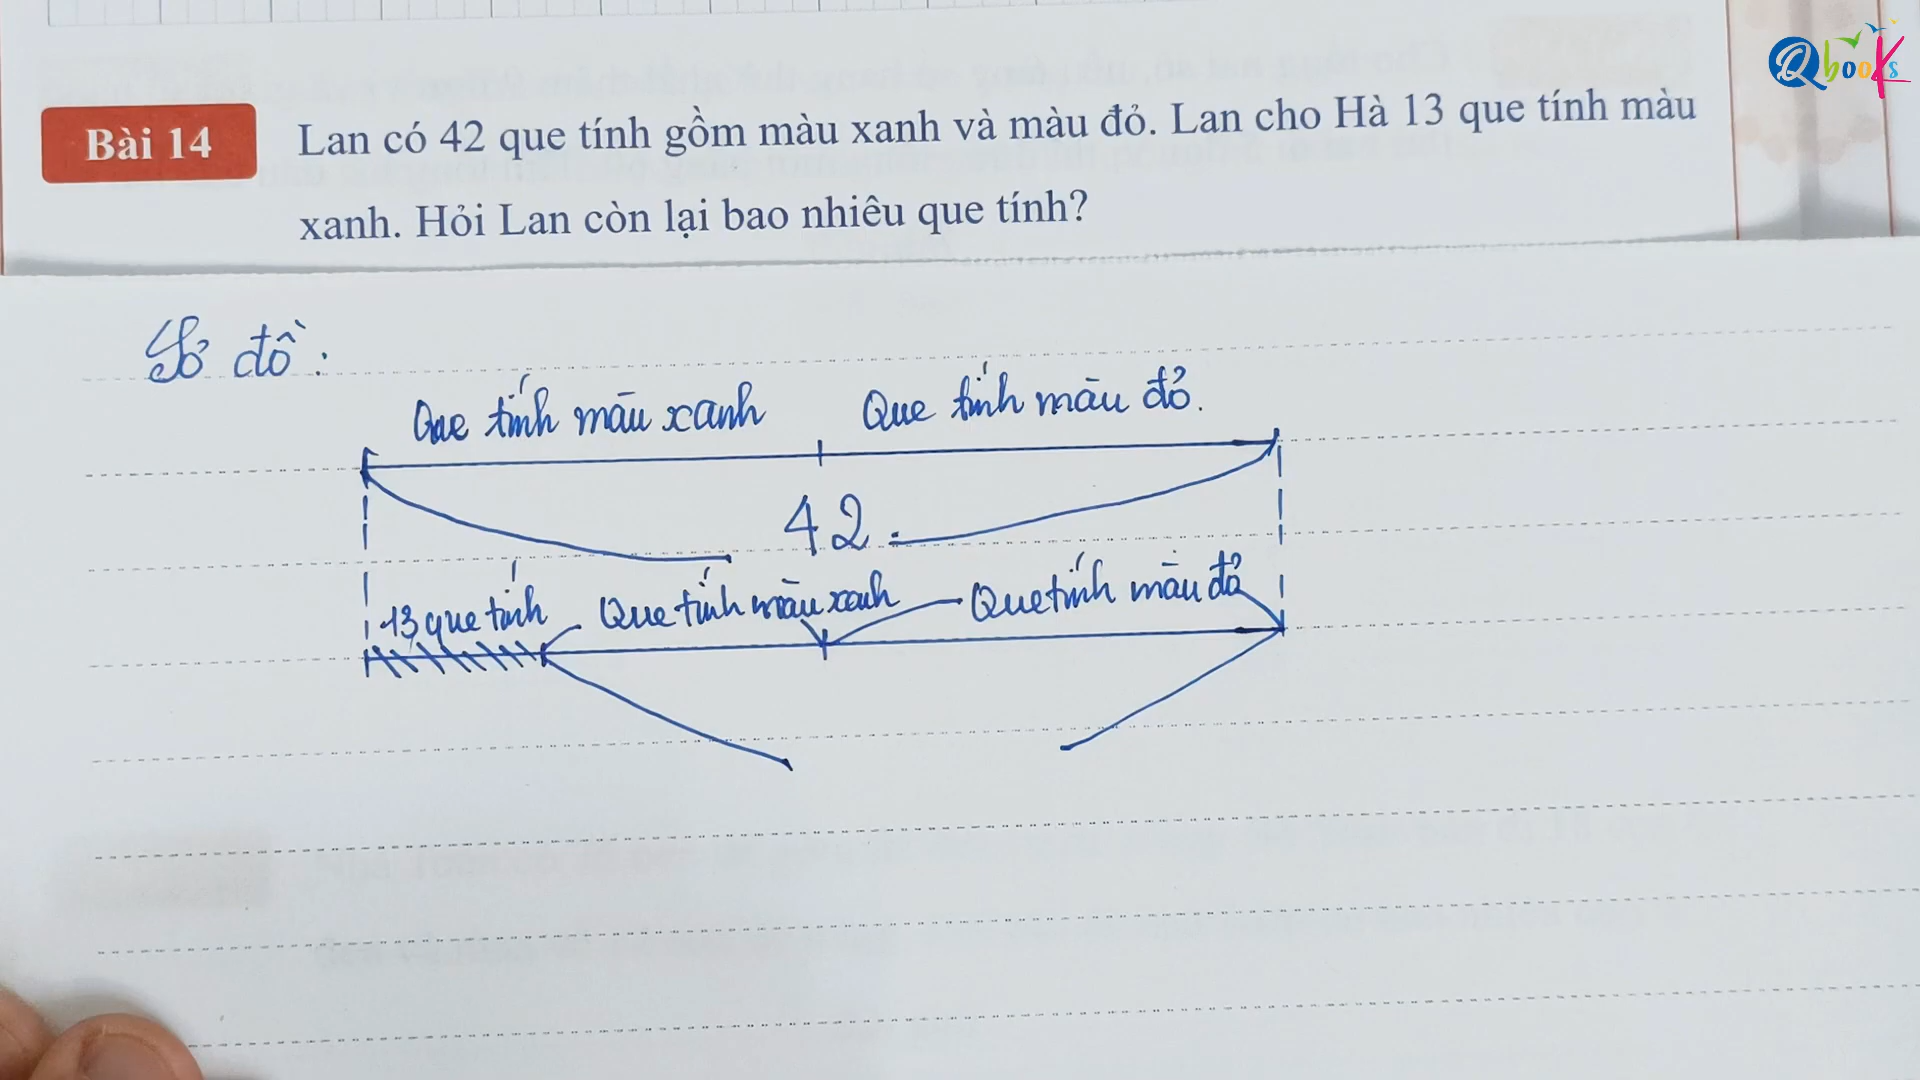 Qbooks
Bài 14
Lan có 42 que tính gồm màu xanh và màu đỏ. Lan cho Hà 13 que tính màu
xanh. Hỏi Lan còn lại bao nhiêu que tính?
Sơ đồ:
Que tính màu xanh Que tính màu đỏ.
42
13 que tính Que tính màu xanh Que tính màu đỏ